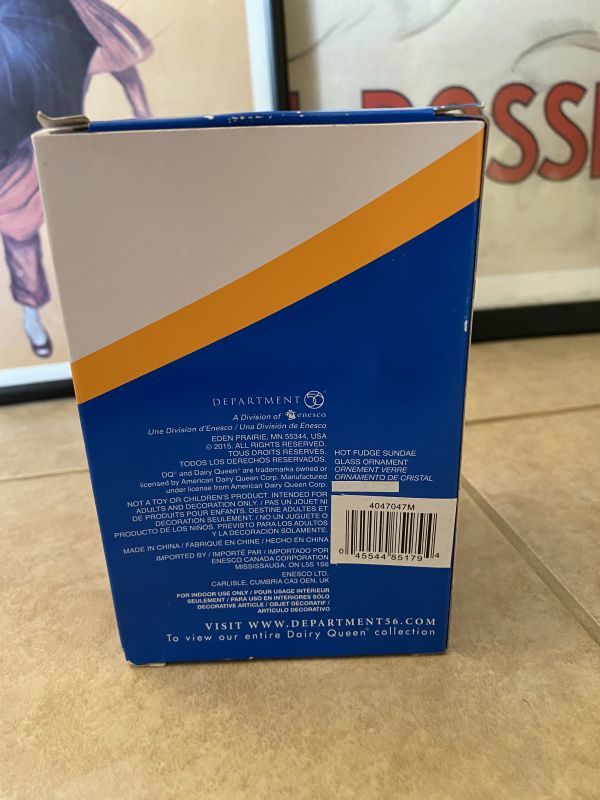 ROSSI
DEPARTMENT 56
A Division of enesco
Une Division d'Enesco / Una División de Enesco
EDEN PRAIRIE, MN 55344, USA
© 2015. ALL RIGHTS RESERVED.
TOUS DROITS RÉSERVÉS.
TODOS LOS DERECHOS RESERVADOS.
DQ® and Dairy Queen® are trademarks owned or
licensed by American Dairy Queen Corp. Manufactured
under license from American Dairy Queen Corp.
NOT A TOY OR CHILDREN'S PRODUCT. INTENDED FOR
ADULTS AND DECORATION ONLY. / PAS UN JOUET NI
DE PRODUITS POUR ENFANTS. DESTINE ADULTES ET
DECORATION SEULEMENT. / NO UN JUGUETE O
PRODUCTO DE LOS NIÑOS. PREVISTO PARA LOS ADULTOS
Y LA DECORACION SOLAMENTE.
MADE IN CHINA / FABRIQUÉ EN CHINE / HECHO EN CHINA
IMPORTED BY / IMPORTÉ PAR / IMPORTADO POR
ENESCO CANADA CORPORATION
MISSISSAUGA, ON L5S 1S6
ENESCO LTD.
CARLISLE, CUMBRIA CA3 OEN, UK
FOR INDOOR USE ONLY / POUR USAGE INTÉRIEUR
SEULEMENT / PARA USO EN INTERIORES SÓLO
DECORATIVE ARTICLE / OBJET DÉCORATIF /
ARTÍCULO DECORATIVO
HOT FUDGE SUNDAE
GLASS ORNAMENT
ORNEMENT VERRE
ORNAMENTO DE CRISTAL
4047047M
0 45544 85179 4
VISIT WWW.DEPARTMENT56.COM
To view our entire Dairy Queen® collection